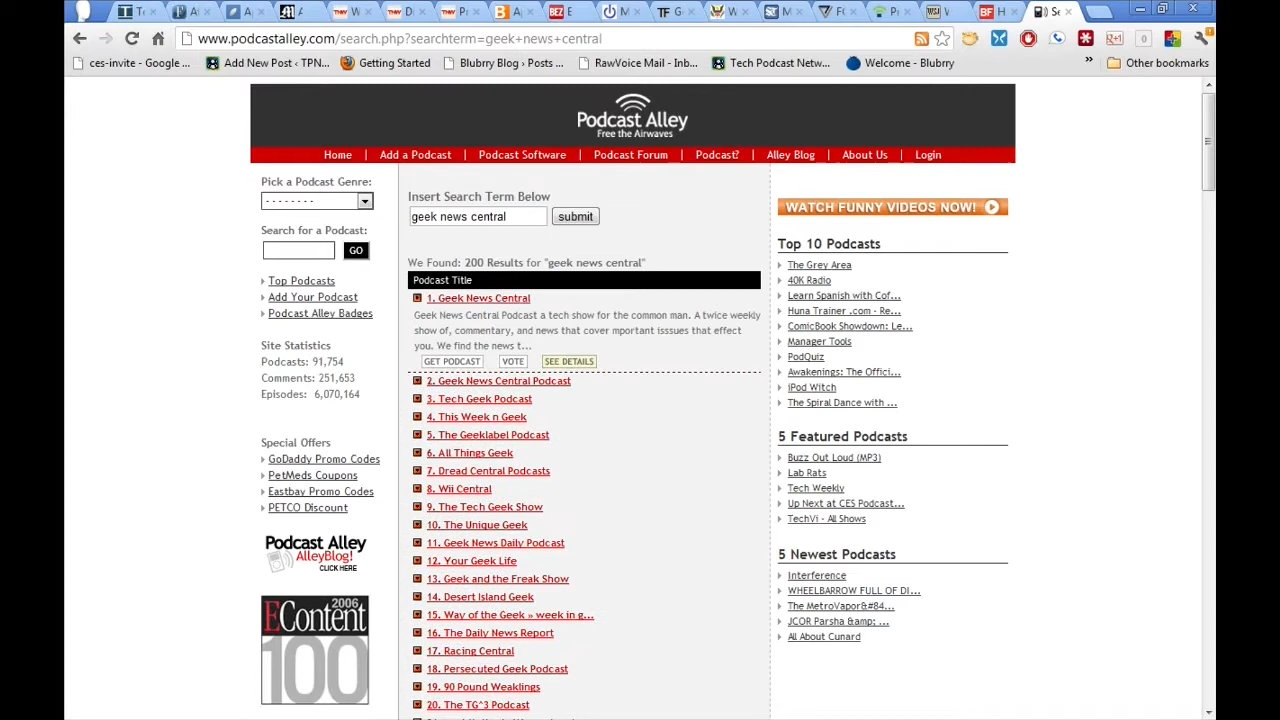 www.podcastalley.com/search.php?searchterm=geek+news+central
ces-invite - Google ...
Add New Post ‹ TPN...
Getting Started
Blubrry Blog › Posts ...
RawVoice Mail - Inb...
Tech Podcast Netw...
Welcome - Blubrry
»
Other bookmarks
Podcast Alley
Free the Airwaves
Home | Add a Podcast | Podcast Software | Podcast Forum | Podcast? | Alley Blog | About Us | Login
Pick a Podcast Genre:
- - - - - - - -
Search for a Podcast:
GO
Top Podcasts
Add Your Podcast
Podcast Alley Badges
Site Statistics
Podcasts: 91,754
Comments: 251,653
Episodes: 6,070,164
Special Offers
GoDaddy Promo Codes
PetMeds Coupons
Eastbay Promo Codes
PETCO Discount
Podcast Alley
AlleyBlog!
CLICK HERE
EContent
2006
100
Insert Search Term Below
geek news central
submit
We Found: 200 Results for "geek news central"
Podcast Title
1. Geek News Central
Geek News Central Podcast a tech show for the common man. A twice weekly
show of, commentary, and news that cover mportant isssues that effect
you. We find the news t...
GET PODCAST
VOTE
SEE DETAILS
2. Geek News Central Podcast
3. Tech Geek Podcast
4. This Week n Geek
5. The Geeklabel Podcast
6. All Things Geek
7. Dread Central Podcasts
8. Wii Central
9. The Tech Geek Show
10. The Unique Geek
11. Geek News Daily Podcast
12. Your Geek Life
13. Geek and the Freak Show
14. Desert Island Geek
15. Way of the Geek » week in g...
16. The Daily News Report
17. Racing Central
18. Persecuted Geek Podcast
19. 90 Pound Weaklings
20. The TG^3 Podcast
WATCH FUNNY VIDEOS NOW!
Top 10 Podcasts
The Grey Area
40K Radio
Learn Spanish with Cof...
Huna Trainer .com - Re...
ComicBook Showdown: Le...
Manager Tools
PodQuiz
Awakenings: The Offici...
iPod Witch
The Spiral Dance with ...
5 Featured Podcasts
Buzz Out Loud (MP3)
Lab Rats
Tech Weekly
Up Next at CES Podcast...
TechVi - All Shows
5 Newest Podcasts
Interference
WHEELBARROW FULL OF DI...
The MetroVapor&#84...
JCOR Parsha &amp; ...
All About Cunard